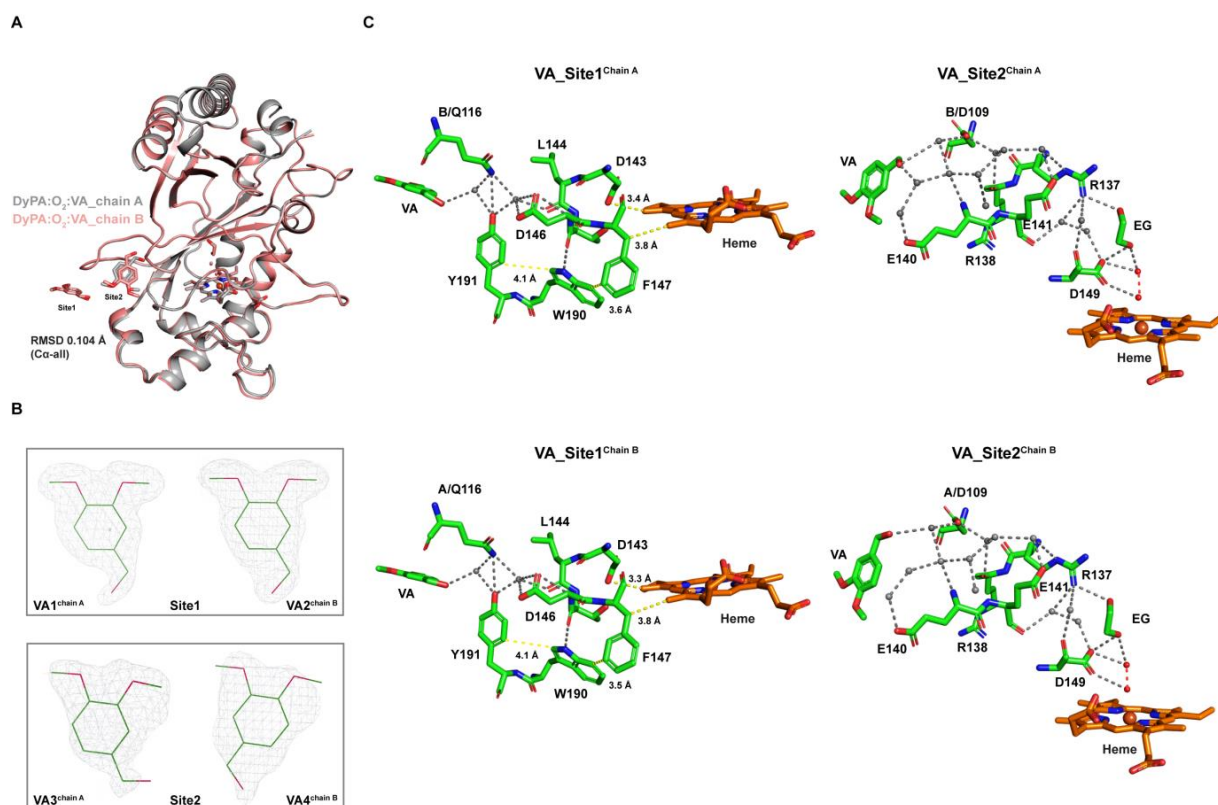 A
DyPA:O₂:VA_chain A
DyPA:O₂:VA_chain B
Site1
Site2
RMSD 0.104 Å
(Cα-all)
B
VA1chain A
Site1
VA2chain B
VA3chain A
Site2
VA4chain B
C
VA_Site1Chain A
B/Q116
L144
D143
VA
3.4 Å
D146
Heme
3.8 Å
Y191
4.1 Å
F147
W190
3.6 Å
VA_Site2Chain A
B/D109
VA
R137
E141
EG
E140
R138
D149
Heme
VA_Site1Chain B
A/Q116
L144
D143
VA
3.3 Å
D146
3.8 Å
Heme
Y191
4.1 Å
F147
W190
3.5 Å
VA_Site2Chain B
A/D109
VA
R137
E141
EG
E140
R138
D149
Heme